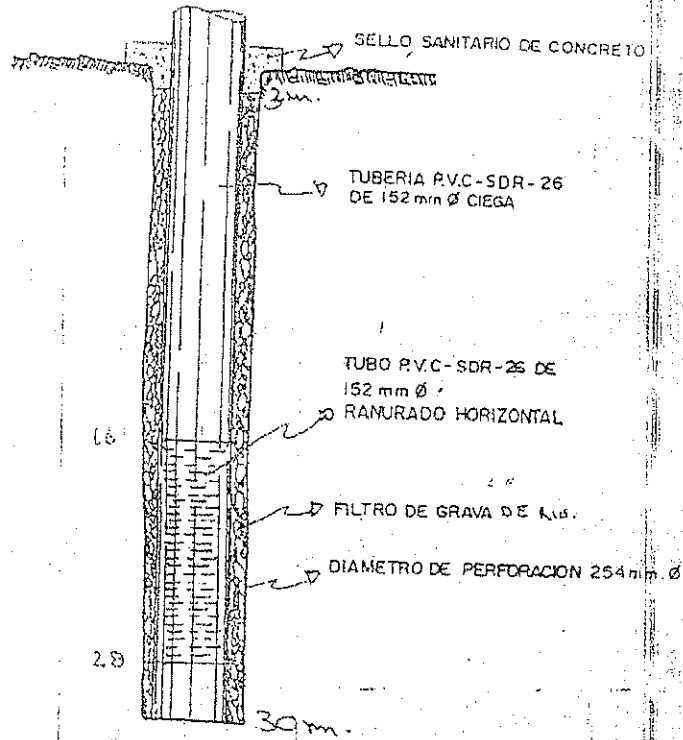 SELLO SANITARIO DE CONCRETO
3m.
TUBERIA P.V.C-SDR-26
DE 152 mm Ø CIEGA
TUBO P.V.C-SDR-26 DE
152 mm Ø
RANURADO HORIZONTAL
FILTRO DE GRAVA DE
DIAMETRO DE PERFORACION 254 mm. Ø
30 m.